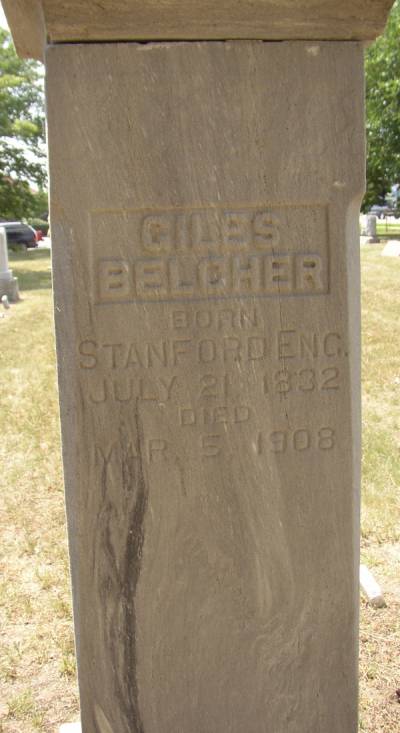 GILES
BELCHER
BORN
STANFORD ENG.
JULY 21 1832
DIED
MAR. 5. 1908